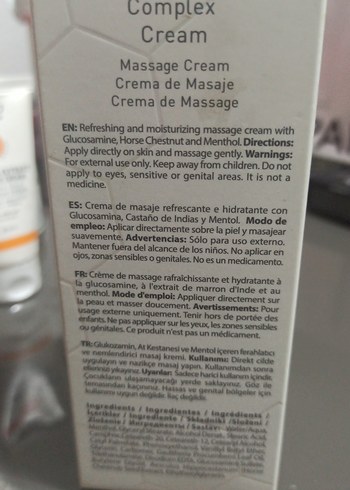 Complex
Cream
Massage Cream
Crema de Masaje
Crema de Massage
EN: Refreshing and moisturizing massage cream with
Glucosamine, Horse Chestnut and Menthol. Directions:
Apply directly on skin and massage gently. Warnings:
For external use only. Keep away from children. Do not
apply to eyes, sensitive or genital areas. It is not a
medicine.
ES: Crema de masaje refrescante e hidratante con
Glucosamina, Castaño de Indias y Mentol. Modo de
empleo: Aplicar directamente sobre la piel y masajear
suavemente. Advertencias: Sólo para uso externo.
Mantener fuera del alcance de los niños. No aplicar en
ojos, zonas sensibles o genitales. No es un medicamento.
FR: Crème de massage rafraîchissante et hydratante à
la glucosamine, à l'extrait de marron d'Inde et au
menthol. Mode d'emploi: Appliquer directement sur
la peau et masser doucement. Avertissements: Pour
usage externe uniquement. Tenir hors de portée des
enfants. Ne pas appliquer sur les yeux, les zones sensibles
ou génitales. Ce produit n'est pas un médicament.
TR: Glukozamin, At Kestanesi ve Mentol içeren ferahlatıcı
ve nemlendirici masaj kremi. Kullanımı: Direkt cilde
uygulayın ve nazikçe masaj yapın. Kullanımdan sonra
ellerinizi yıkayınız. Uyarılar: Sadece harici kullanım içindir.
Çocukların ulaşamayacağı yerde saklayınız. Göz ile
temasından kaçınınız. Hassas ve genital bölgeler için
kullanımı uygun değildir. İlaç değildir.
Ingredients / Ingredientes / Ingrédients /